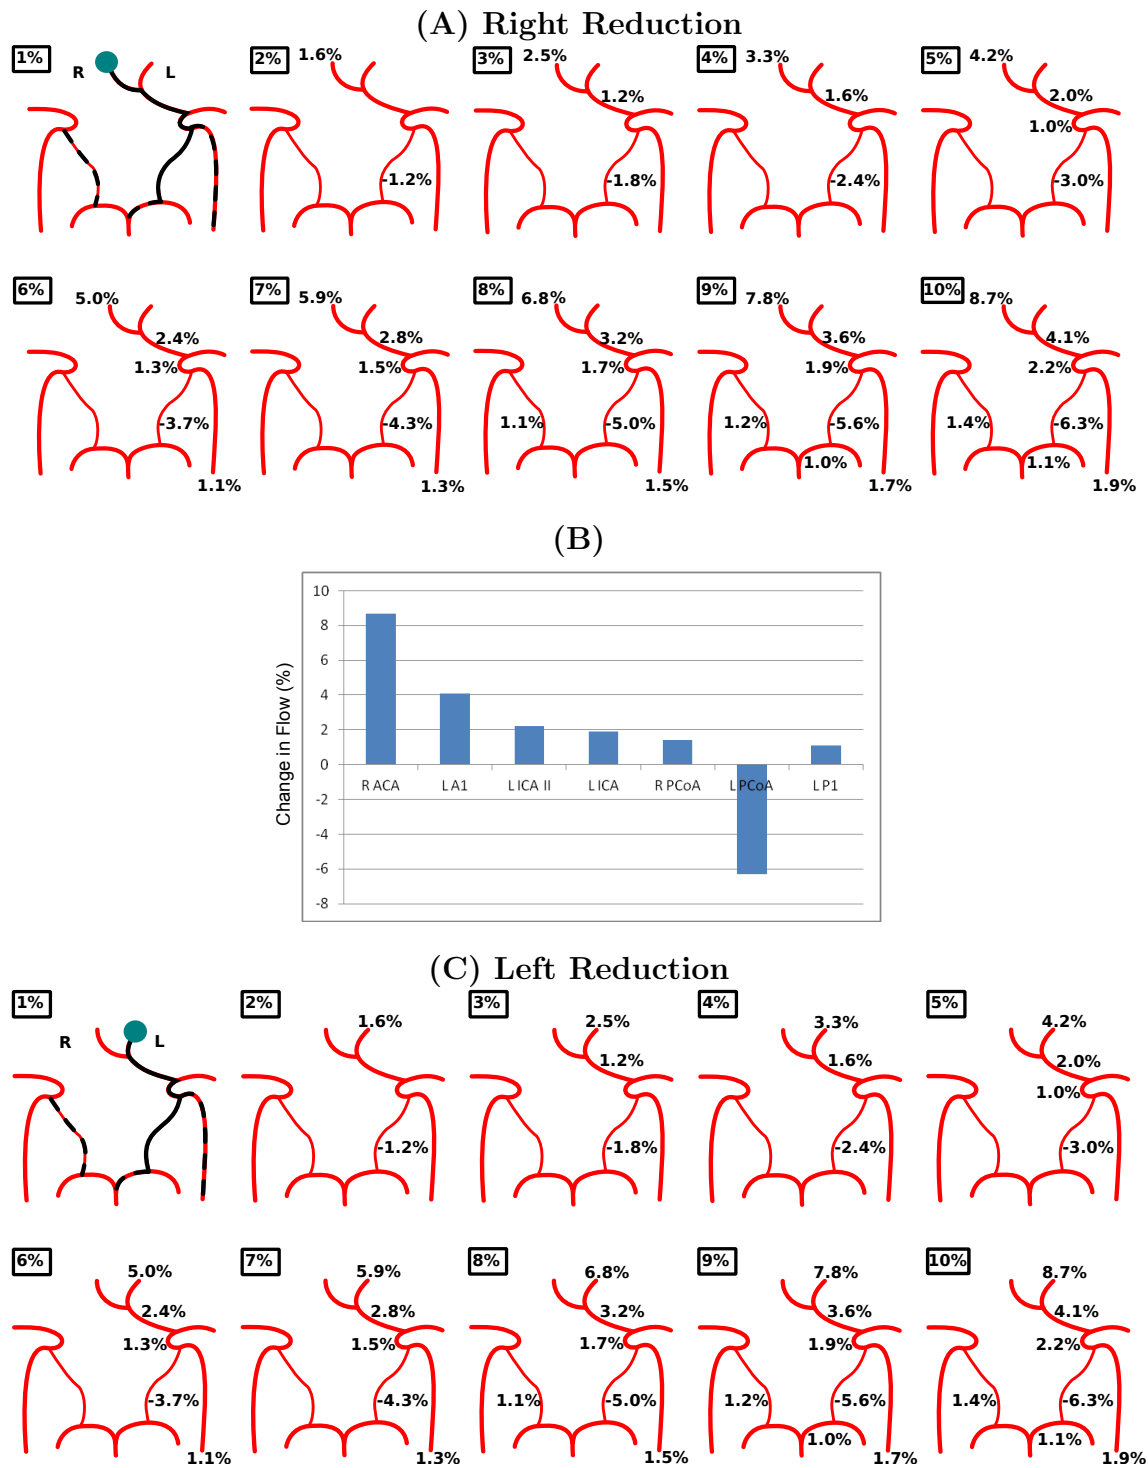 (A) Right Reduction
1% R L 2% 1.6% 3% 2.5% 4% 3.3% 5% 4.2%
1.2% 1.6% 2.0%
1.0%
-1.2% -1.8% -2.4% -3.0%
6% 5.0% 7% 5.9% 8% 6.8% 9% 7.8% 10% 8.7%
2.4% 2.8% 3.2% 3.6% 4.1%
1.3% 1.5% 1.7% 1.9% 2.2%
-3.7% -4.3% 1.1% -5.0% 1.2% -5.6% 1.4% -6.3%
1.0% 1.1%
1.1% 1.3% 1.5% 1.7% 1.9%
(B)
Change in Flow (%)
10
8
6
4
2
0
R ACA L A1 L ICA II L ICA R PCoA L PCoA L P1
-2
-4
-6
-8
(C) Left Reduction
1% 2% 3% 4% 5%
R L 1.6% 2.5% 3.3% 4.2%
1.2% 1.6% 2.0%
1.0%
-1.2% -1.8% -2.4% -3.0%
6% 7% 8% 9% 10%
5.0% 5.9% 6.8% 7.8% 8.7%
2.4% 2.8% 3.2% 3.6% 4.1%
1.3% 1.5% 1.7% 1.9% 2.2%
-3.7% -4.3% 1.1% -5.0% 1.2% -5.6% 1.4% -6.3%
1.0% 1.1%
1.1% 1.3% 1.5% 1.7% 1.9%